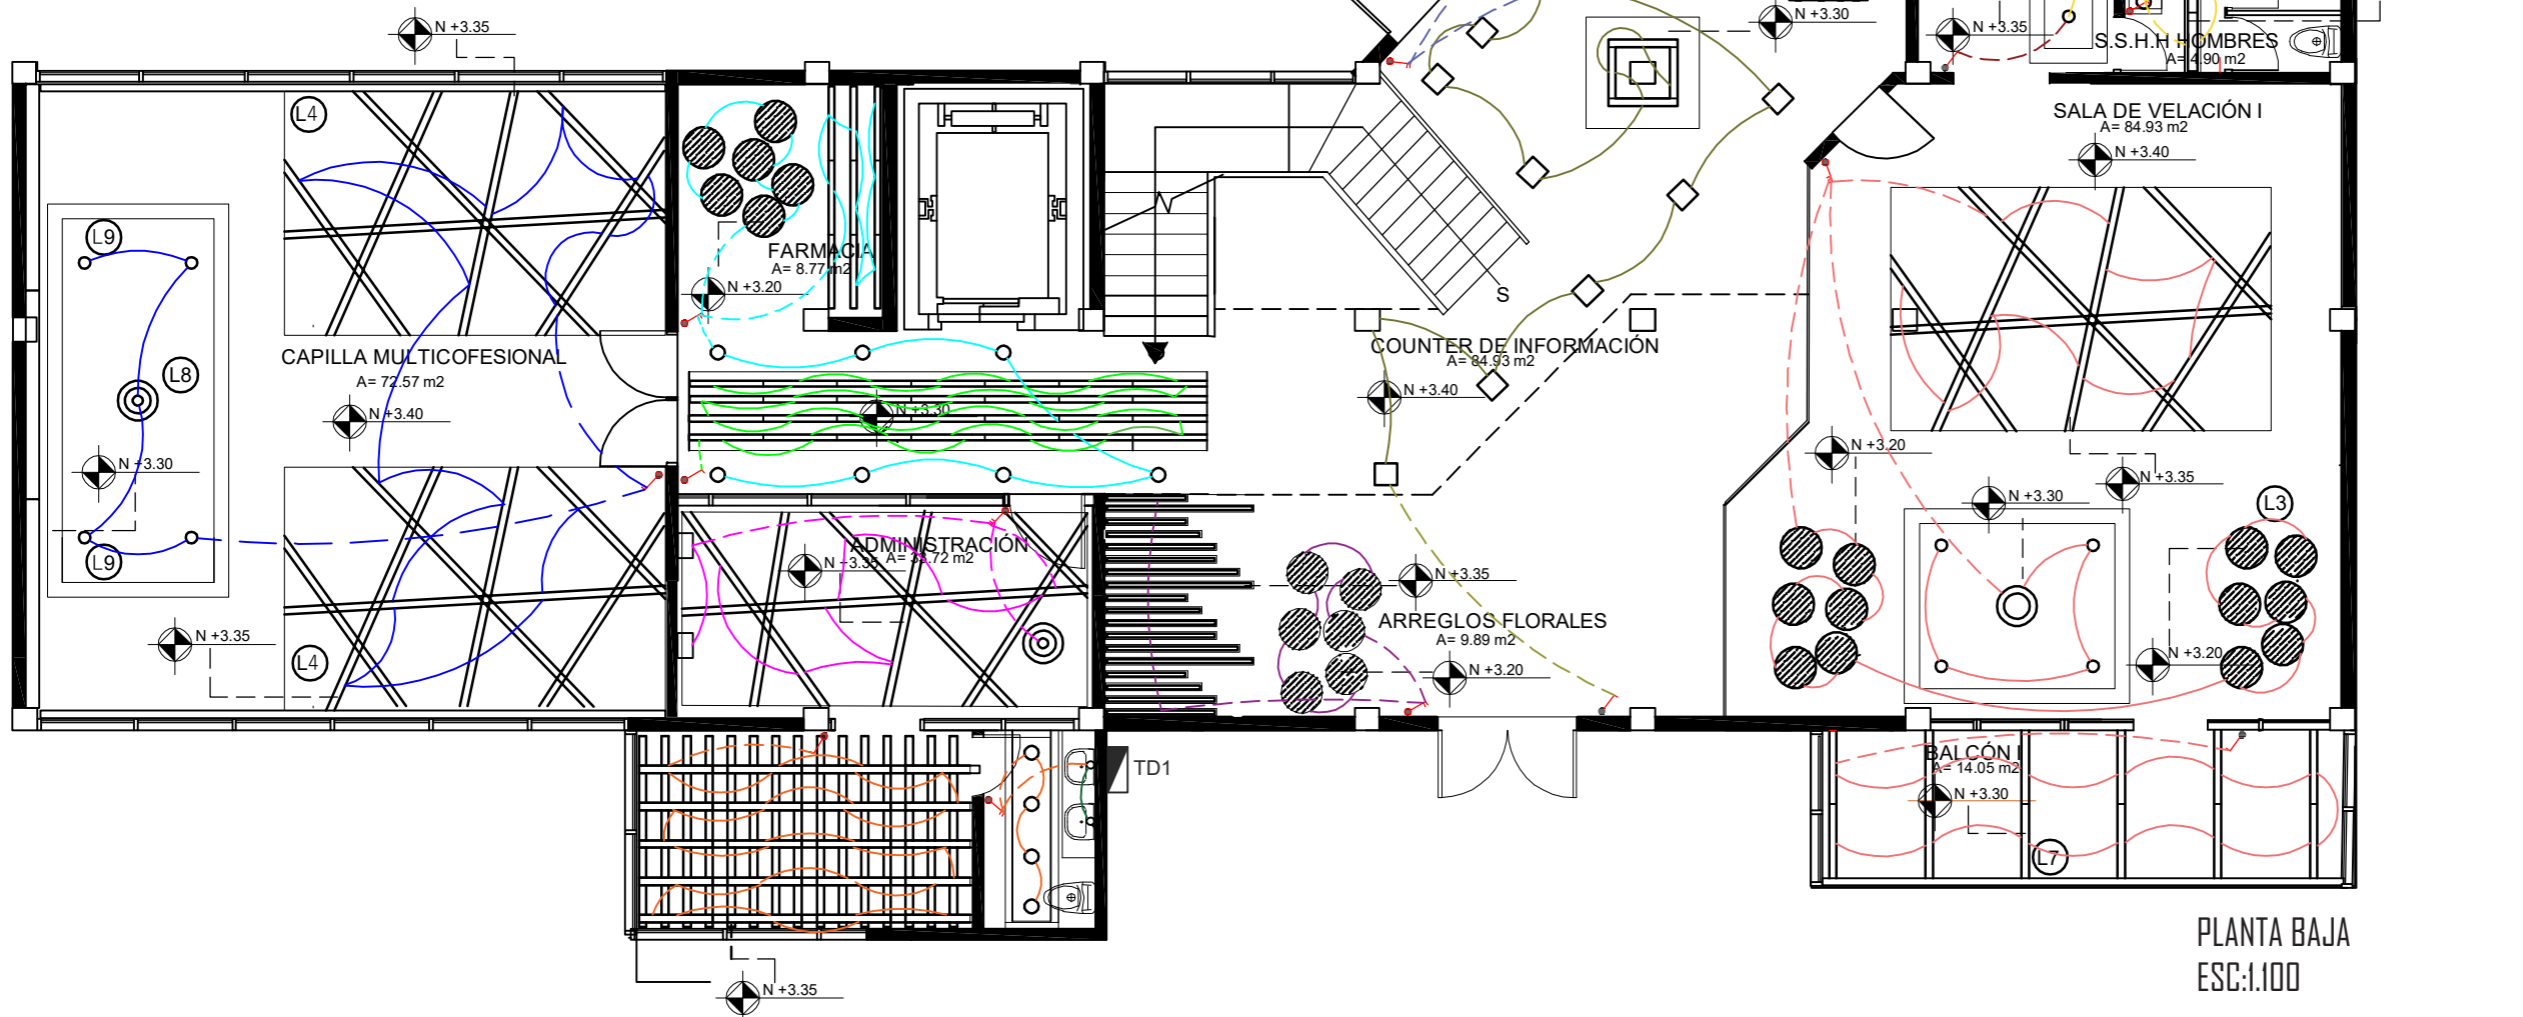 N +3.35
N +3.30
N +3.35
S.S.H.H HOMBRES
A= 4.90 m2
L4
SALA DE VELACIÓN I
A= 84.93 m2
N +3.40
L9
FARMACIA
A= 8.77 m2
N +3.20
S
CAPILLA MULTICOFESIONAL
A= 72.57 m2
L8
COUNTER DE INFORMACIÓN
A= 84.93 m2
N +3.40
N +3.40
N +3.30
N +3.30
N +3.20
N +3.35
N +3.30
L3
ADMINISTRACIÓN
A= 33.72 m2
N +3.35
L9
N +3.35
ARREGLOS FLORALES
A= 9.89 m2
N +3.20
N +3.35
L4
N +3.20
TD1
BALCÓN I
A= 14.05 m2
N +3.30
L7
PLANTA BAJA
ESC:1.100
N +3.35